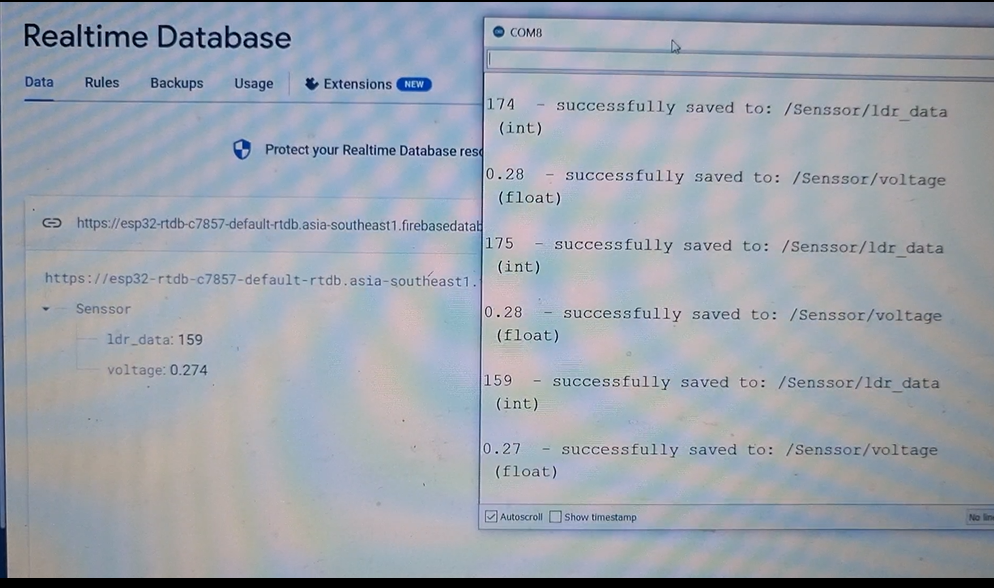 Realtime Database
Data Rules Backups Usage Extensions NEW
Protect your Realtime Database
https://esp32-rtdb-c7857-default-rtdb.asia-southeast1.firebasedatab
https://esp32-rtdb-c7857-default-rtdb.asia-southeast1.
Senssor
ldr_data: 159
voltage: 0.274
COM8
174 - successfully saved to: /Senssor/ldr_data
(int)
0.28 - successfully saved to: /Senssor/voltage
(float)
175 - successfully saved to: /Senssor/ldr_data
(int)
0.28 - successfully saved to: /Senssor/voltage
(float)
159 - successfully saved to: /Senssor/ldr_data
(int)
0.27 - successfully saved to: /Senssor/voltage
(float)
Autoscroll Show timestamp
No